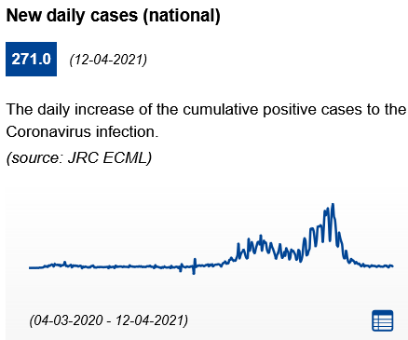 New daily cases (national)
271.0 (12-04-2021)
The daily increase of the cumulative positive cases to the
Coronavirus infection.
(source: JRC ECML)
(04-03-2020 - 12-04-2021)